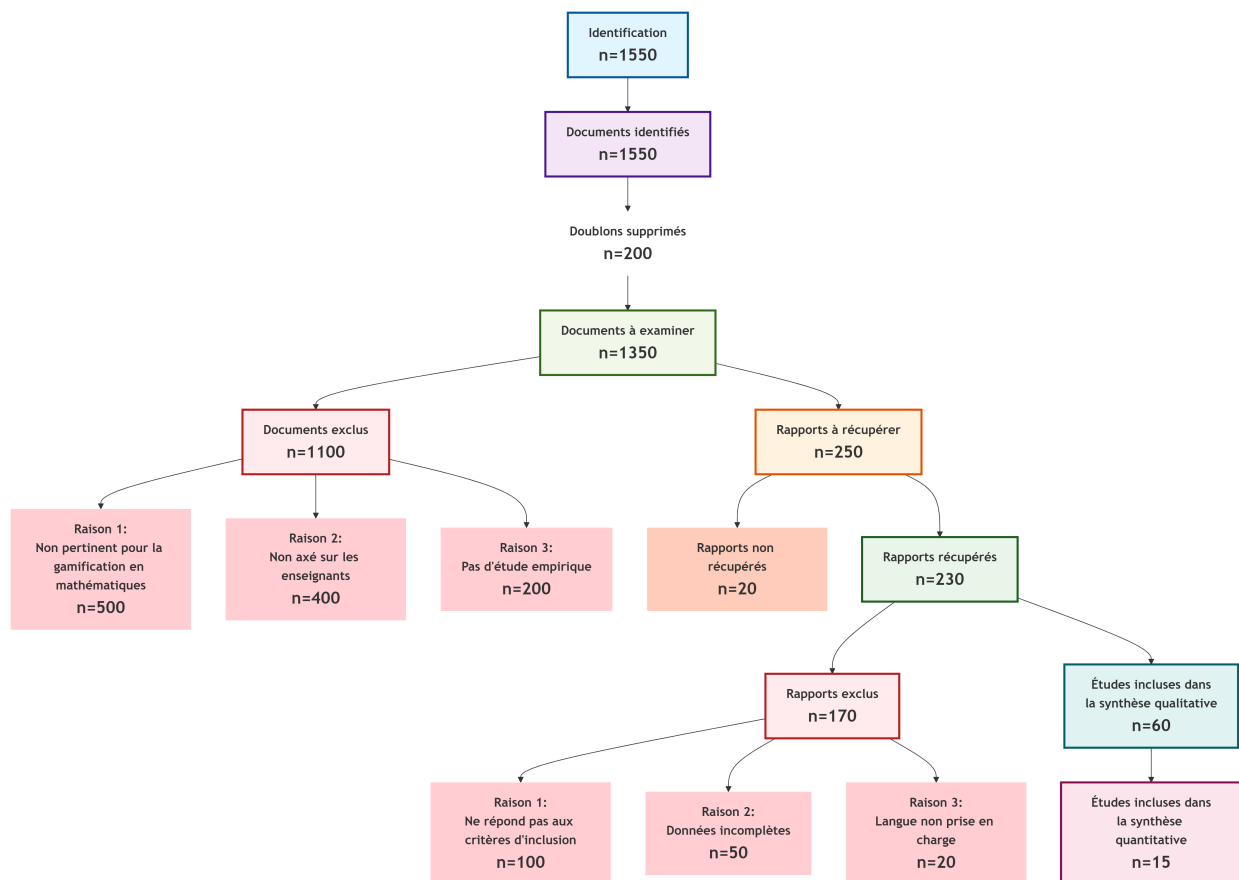 Identification
n=1550
Documents identifiés
n=1550
Doublons supprimés
n=200
Documents à examiner
n=1350
Documents exclus
n=1100
Rapports à récupérer
n=250
Raison 1:
Non pertinent pour la
gamification en
mathématiques
n=500
Raison 2:
Non axé sur les
enseignants
n=400
Raison 3:
Pas d'étude empirique
n=200
Rapports non
récupérés
n=20
Rapports récupérés
n=230
Rapports exclus
n=170
Études incluses dans
la synthèse qualitative
n=60
Raison 1:
Ne répond pas aux
critères d'inclusion
n=100
Raison 2:
Données incomplètes
n=50
Raison 3:
Langue non prise en
charge
n=20
Études incluses dans
la synthèse
quantitative
n=15